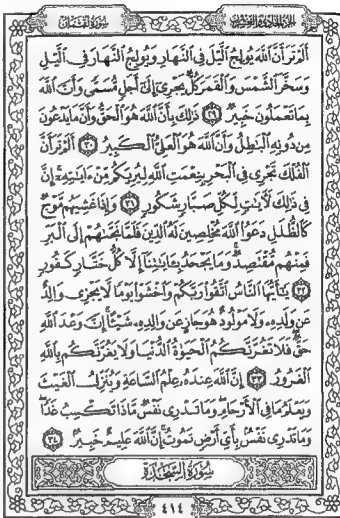 الجزء الحادي والعشرون
سورة لقمان
أَلَمْ تَرَ أَنَّ ٱللَّهَ يُولِجُ ٱلَّيْلَ فِى ٱلنَّهَارِ وَيُولِجُ ٱلنَّهَارَ فِى ٱلَّيْلِ
وَسَخَّرَ ٱلشَّمْسَ وَٱلْقَمَرَ كُلٌّ يَجْرِىٓ إِلَىٰٓ أَجَلٍ مُّسَمًّى وَأَنَّ ٱللَّهَ
بِمَا تَعْمَلُونَ خَبِيرٌ ٢٩ ذَٰلِكَ بِأَنَّ ٱللَّهَ هُوَ ٱلْحَقُّ وَأَنَّ مَا يَدْعُونَ
مِن دُونِهِ ٱلْبَٰطِلُ وَأَنَّ ٱللَّهَ هُوَ ٱلْعَلِىُّ ٱلْكَبِيرُ ٣٠ أَلَمْ تَرَ أَنَّ
ٱلْفُلْكَ تَجْرِى فِى ٱلْبَحْرِ بِنِعْمَتِ ٱللَّهِ لِيُرِيَكُم مِّنْ ءَايَٰتِهِۦٓ إِنَّ
فِى ذَٰلِكَ لَءَايَٰتٍ لِّكُلِّ صَبَّارٍ شَكُورٍ ٣١ وَإِذَا غَشِيَهُم مَّوْجٌ
كَٱلظُّلَلِ دَعَوُا۟ ٱللَّهَ مُخْلِصِينَ لَهُ ٱلدِّينَ فَلَمَّا نَجَّىٰهُمْ إِلَى ٱلْبَرِّ
فَمِنْهُم مُّقْتَصِدٌ وَمَا يَجْحَدُ بِـَٔايَٰتِنَآ إِلَّا كُلُّ خَتَّارٍ كَفُورٍ
٣٢ يَٰٓأَيُّهَا ٱلنَّاسُ ٱتَّقُوا۟ رَبَّكُمْ وَٱخْشَوْا۟ يَوْمًا لَّا يَجْزِى وَالِدٌ
عَن وَلَدِهِۦ وَلَا مَوْلُودٌ هُوَ جَازٍ عَن وَالِدِهِۦ شَيْـًٔا إِنَّ وَعْدَ ٱللَّهِ
حَقٌّ فَلَا تَغُرَّنَّكُمُ ٱلْحَيَوٰةُ ٱلدُّنْيَا وَلَا يَغُرَّنَّكُم بِٱللَّهِ
ٱلْغَرُورُ ٣٣ إِنَّ ٱللَّهَ عِندَهُۥ عِلْمُ ٱلسَّاعَةِ وَيُنَزِّلُ ٱلْغَيْثَ
وَيَعْلَمُ مَا فِى ٱلْأَرْحَامِ وَمَا تَدْرِى نَفْسٌ مَّاذَا تَكْسِبُ غَدًا
وَمَا تَدْرِى نَفْسٌۢ بِأَىِّ أَرْضٍ تَمُوتُ إِنَّ ٱللَّهَ عَلِيمٌ خَبِيرٌۢ ٣٤
سُورَةُ السَّجْدَةِ
٤١٤